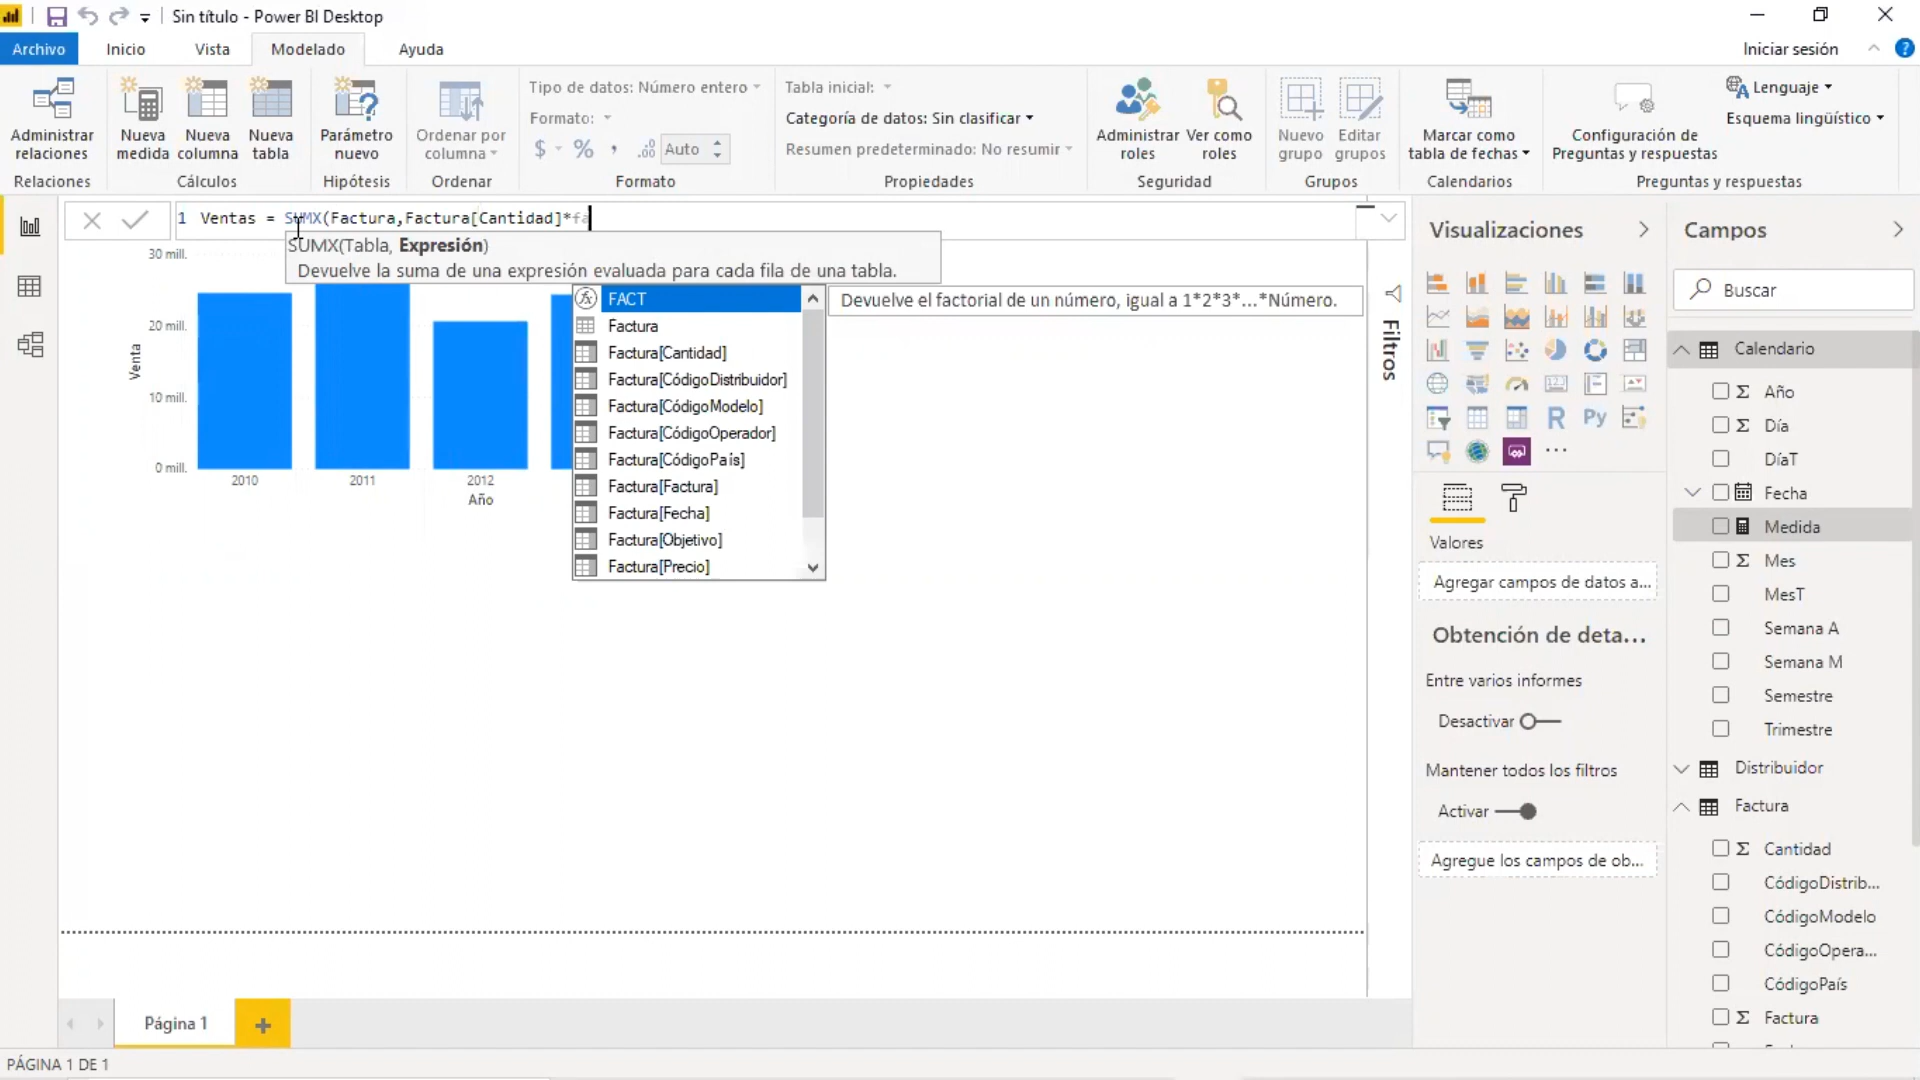 Sin título - Power BI Desktop
Archivo
Inicio
Vista
Modelado
Ayuda
Iniciar sesión
Administrar relaciones
Nueva medida
Nueva columna
Nueva tabla
Parámetro nuevo
Ordenar por columna
Tipo de datos: Número entero
Formato:
$ % , .00 Auto
Tabla inicial:
Categoría de datos: Sin clasificar
Resumen predeterminado: No resumir
Administrar roles
Ver como roles
Nuevo grupo
Editar grupos
Marcar como tabla de fechas
Configuración de Preguntas y respuestas
Lenguaje
Esquema lingüístico
Relaciones
Cálculos
Hipótesis
Ordenar
Formato
Propiedades
Seguridad
Grupos
Calendarios
Preguntas y respuestas
1 Ventas = SUMX(Factura,Factura[Cantidad]*fa
SUMX(Tabla, Expresión)
Devuelve la suma de una expresión evaluada para cada fila de una tabla.
FACT
Devuelve el factorial de un número, igual a 1*2*3*...*Número.
Factura
Factura[Cantidad]
Factura[CódigoDistribuidor]
Factura[CódigoModelo]
Factura[CódigoOperador]
Factura[CódigoPaís]
Factura[Factura]
Factura[Fecha]
Factura[Objetivo]
Factura[Precio]
30 mill.
20 mill.
10 mill.
0 mill.
Venta
2010
2011
2012
Año
Filtros
Visualizaciones
R
Py
Valores
Agregar campos de datos a...
Obtención de deta...
Entre varios informes
Desactivar
Mantener todos los filtros
Activar
Agregue los campos de ob...
Campos
Buscar
Calendario
Año
Día
DíaT
Fecha
Medida
Mes
MesT
Semana A
Semana M
Semestre
Trimestre
Distribuidor
Factura
Cantidad
CódigoDistrib...
CódigoModelo
CódigoOpera...
CódigoPaís
Factura
Página 1
PÁGINA 1 DE 1